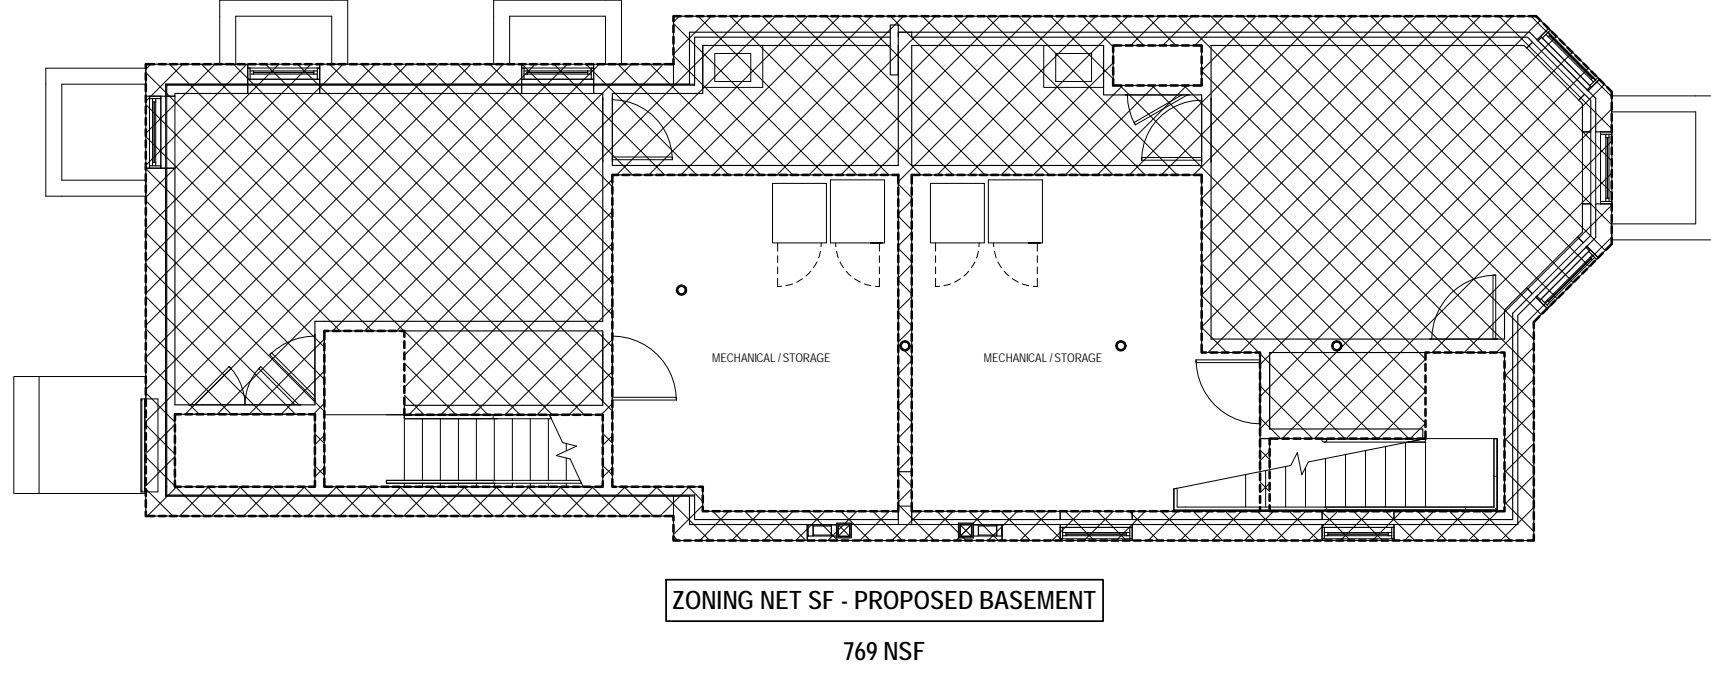 MECHANICAL / STORAGE
MECHANICAL / STORAGE
ZONING NET SF - PROPOSED BASEMENT
769 NSF